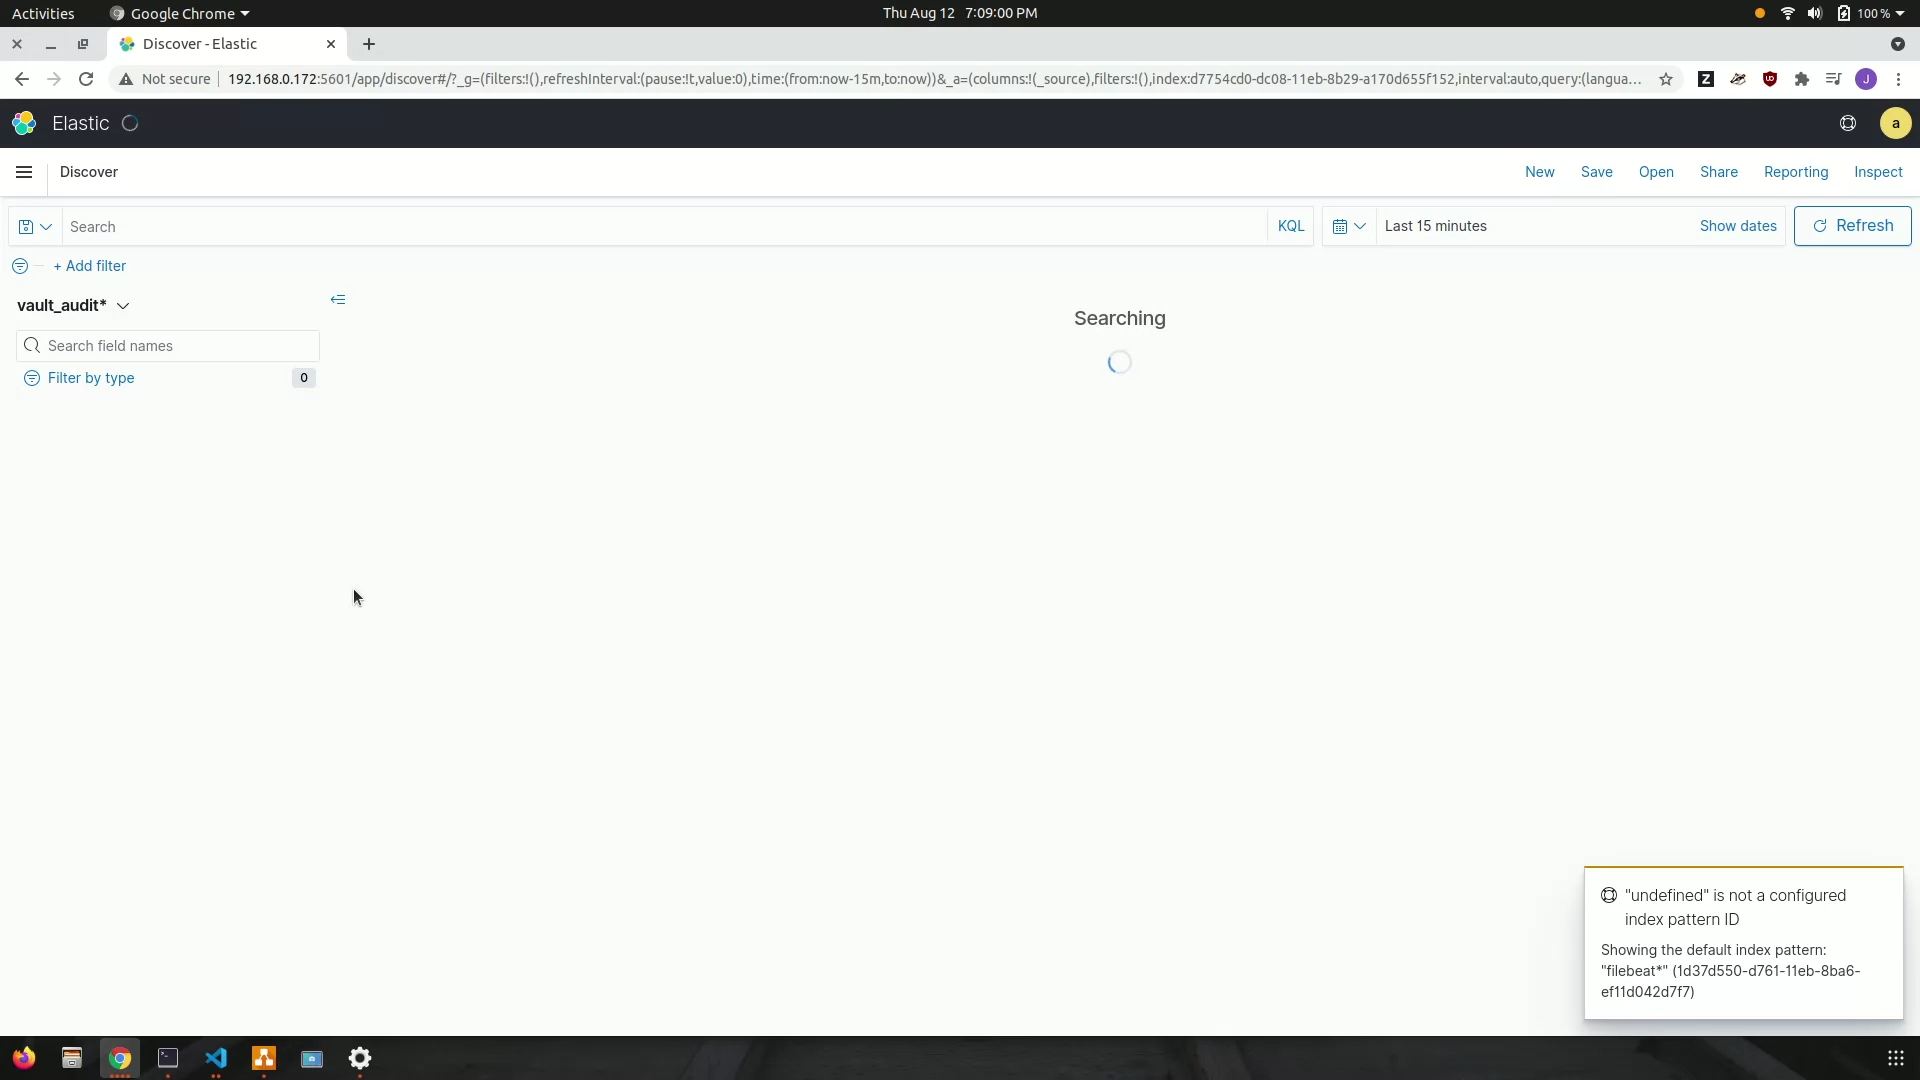 Activities
Google Chrome
Thu Aug 12 7:09:00 PM
100 %
Discover - Elastic
Not secure
192.168.0.172:5601/app/discover#/?_g=(filters:!(),refreshInterval:(pause:!t,value:0),time:(from:now-15m,to:now))&_a=(columns:!(_source),filters:!(),index:d7754cd0-dc08-11eb-8b29-a170d655f152,interval:auto,query:(langua...
Z
J
Elastic
a
Discover
New
Save
Open
Share
Reporting
Inspect
Search
KQL
Last 15 minutes
Show dates
Refresh
+ Add filter
vault_audit*
Search field names
Filter by type
0
Searching
"undefined" is not a configured
index pattern ID
Showing the default index pattern:
"filebeat*" (1d37d550-d761-11eb-8ba6-
ef11d042d7f7)